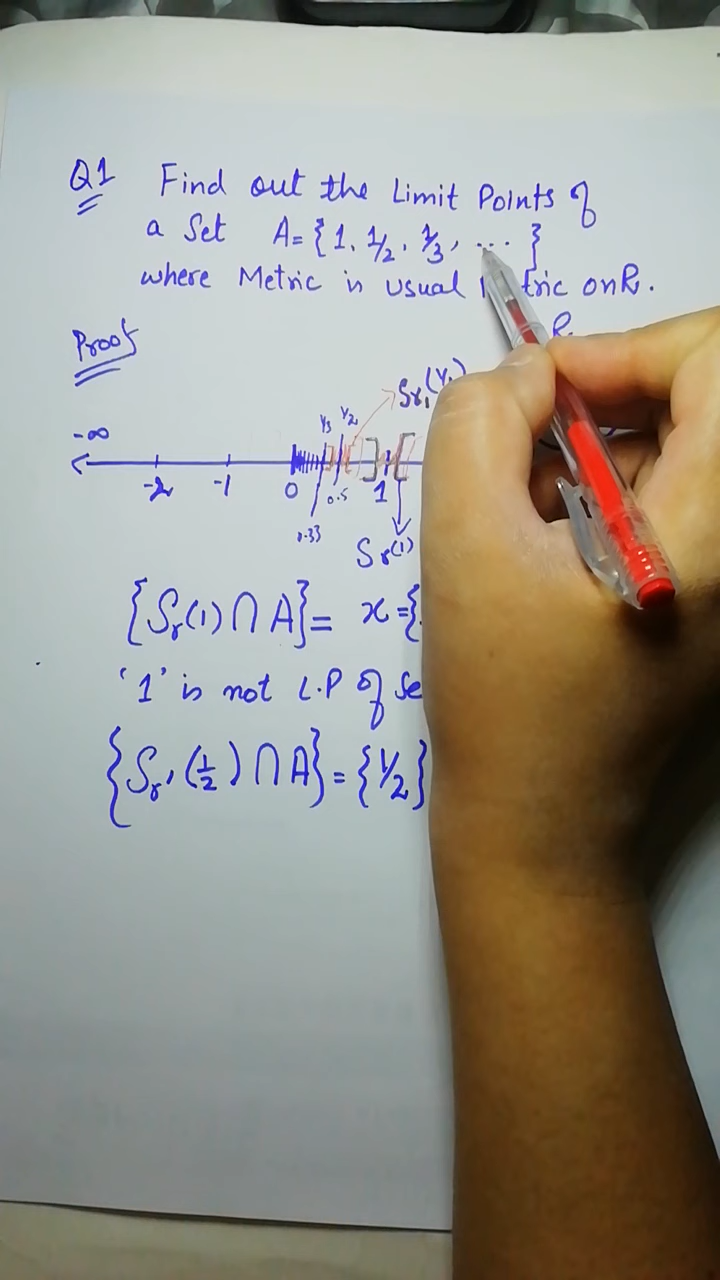 Q1 Find out the Limit Points of
a Set A = { 1, 1/2, 1/3, ... }
where Metric is usual on R.
Proof
R
Sr₁(1/2)
1/3 1/2
-∞
-2 -1 0 0.5 1
0.33
Sr(1)
{Sr(1) ∩ A} = x = {
'1' is not L.P of
{Sr₁(1/2) ∩ A} = {1/2}